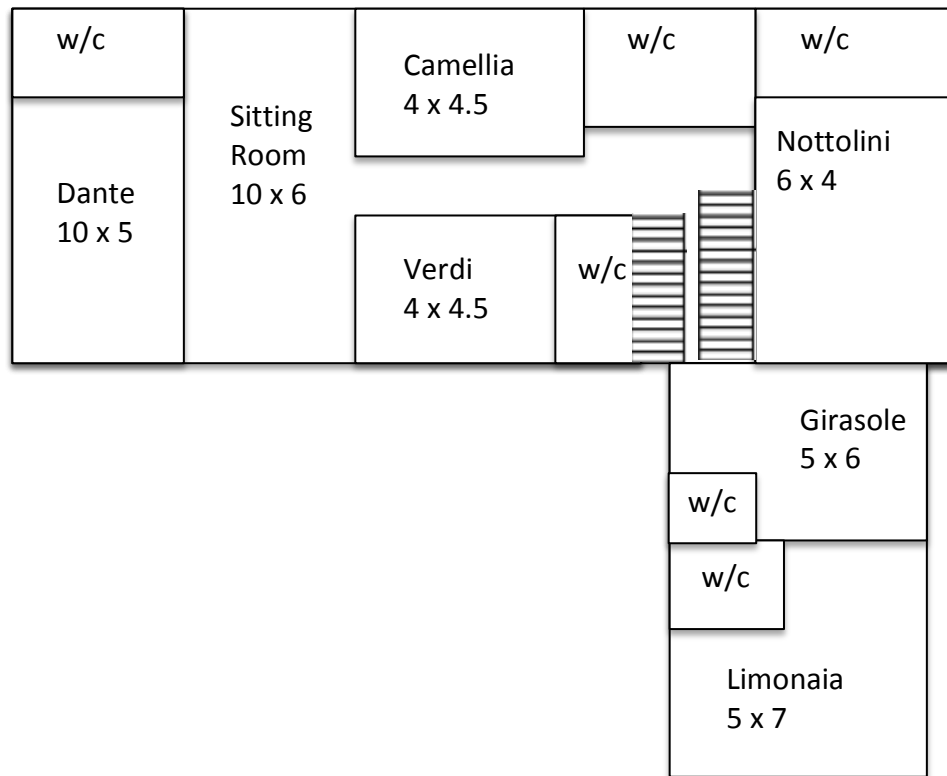 w/c
Camellia
4 x 4.5
w/c
w/c
Sitting
Room
10 x 6
Nottolini
6 x 4
Dante
10 x 5
Verdi
4 x 4.5
w/c
Girasole
5 x 6
w/c
w/c
Limonaia
5 x 7